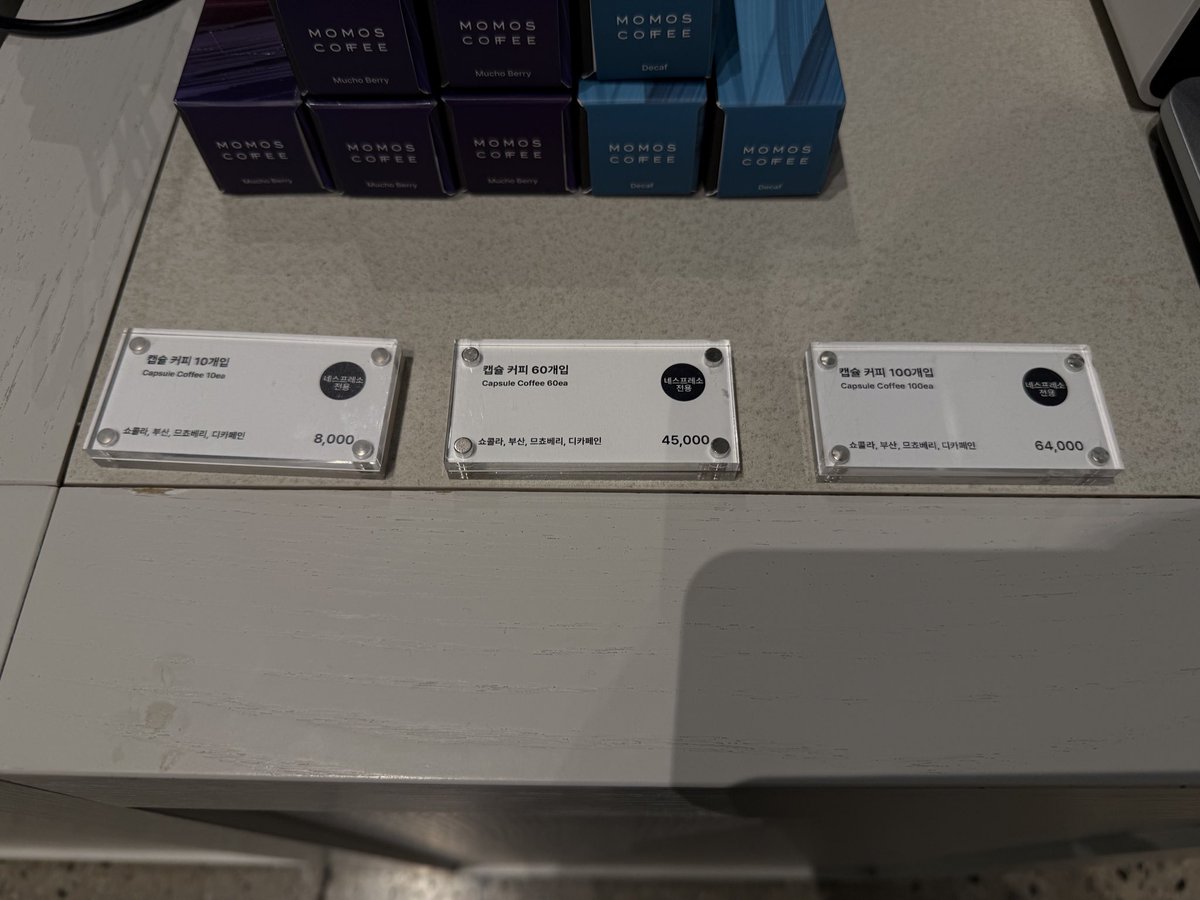 MOMOS
COFFEE
Mucho Berry
MOMOS
COFFEE
Mucho Berry
MOMOS
COFFEE
Decaf
MOMOS
COFFEE
Mucho Berry
MOMOS
COFFEE
Mucho Berry
MOMOS
COFFEE
Mucho Berry
MOMOS
COFFEE
Decaf
MOMOS
COFFEE
Decaf
캡슐 커피 10개입
Capsule Coffee 10ea
네스프레소
전용
쇼콜라, 부산, 므쵸베리, 디카페인
8,000
캡슐 커피 60개입
Capsule Coffee 60ea
네스프레소
전용
쇼콜라, 부산, 므쵸베리, 디카페인
45,000
캡슐 커피 100개입
Capsule Coffee 100ea
네스프레소
전용
쇼콜라, 부산, 므쵸베리, 디카페인
64,000